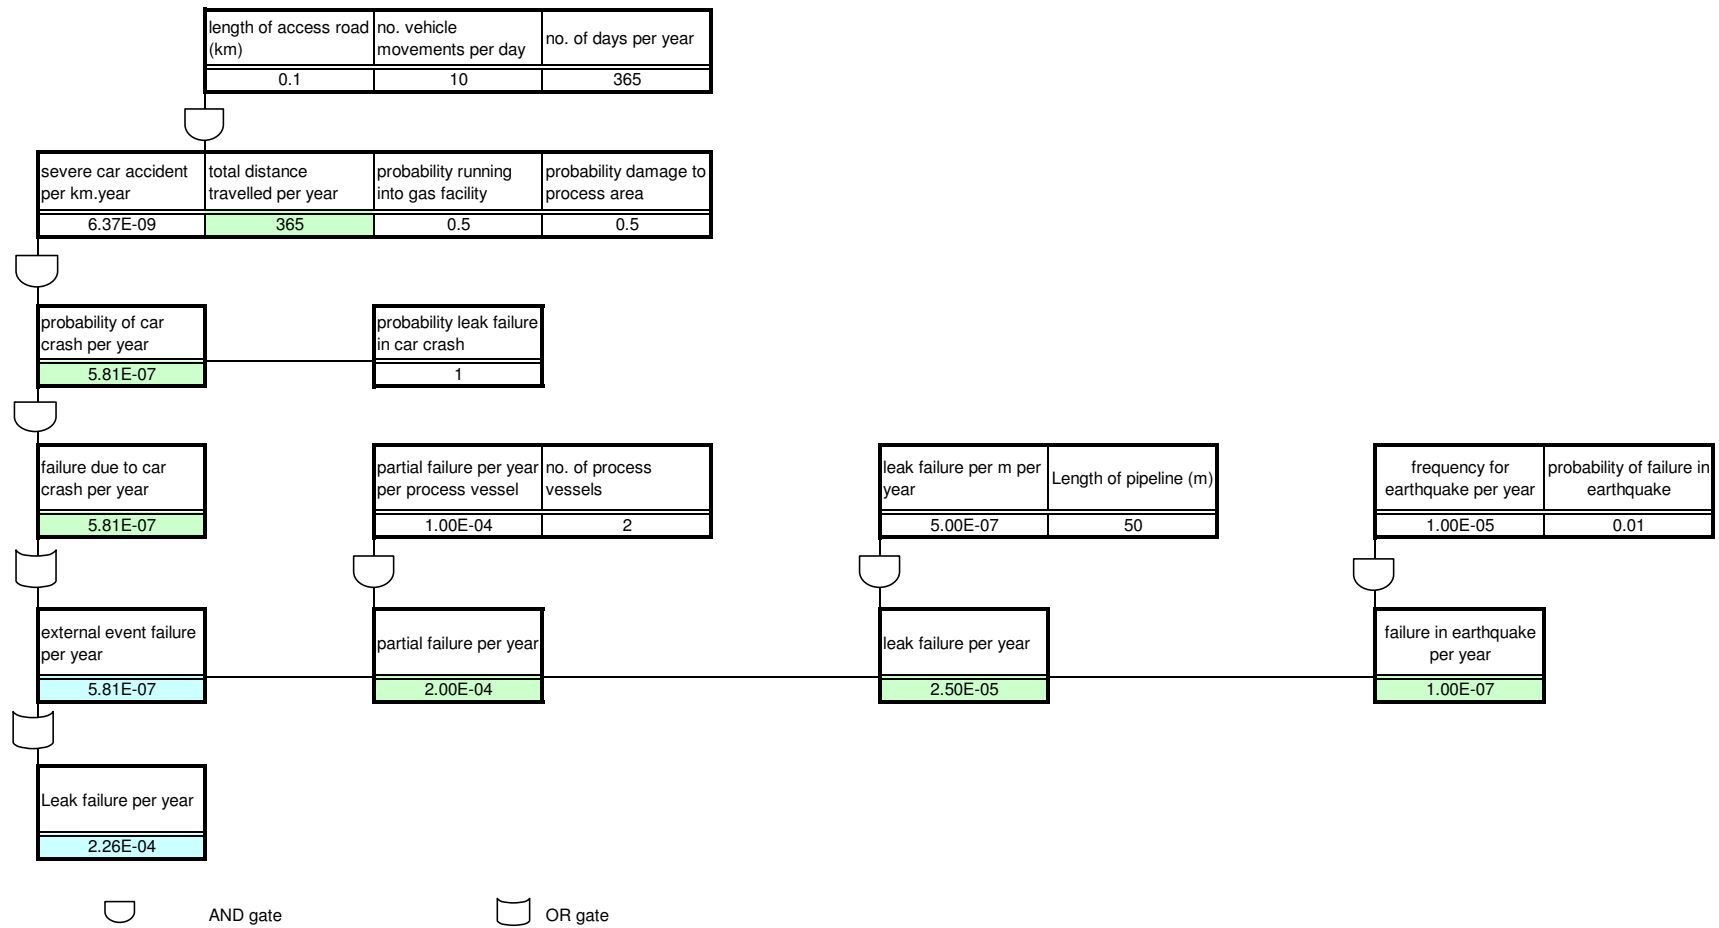 length of access road
(km)
no. vehicle
movements per day
no. of days per year
0.1
10
365
severe car accident
per km.year
total distance
travelled per year
probability running
into gas facility
probability damage to
process area
6.37E-09
365
0.5
0.5
probability of car
crash per year
probability leak failure
in car crash
5.81E-07
1
failure due to car
crash per year
partial failure per year
per process vessel
no. of process
vessels
leak failure per m per
year
Length of pipeline (m)
frequency for
earthquake per year
probability of failure in
earthquake
5.81E-07
1.00E-04
2
5.00E-07
50
1.00E-05
0.01
external event failure
per year
partial failure per year
leak failure per year
failure in earthquake
per year
5.81E-07
2.00E-04
2.50E-05
1.00E-07
Leak failure per year
2.26E-04
AND gate
OR gate